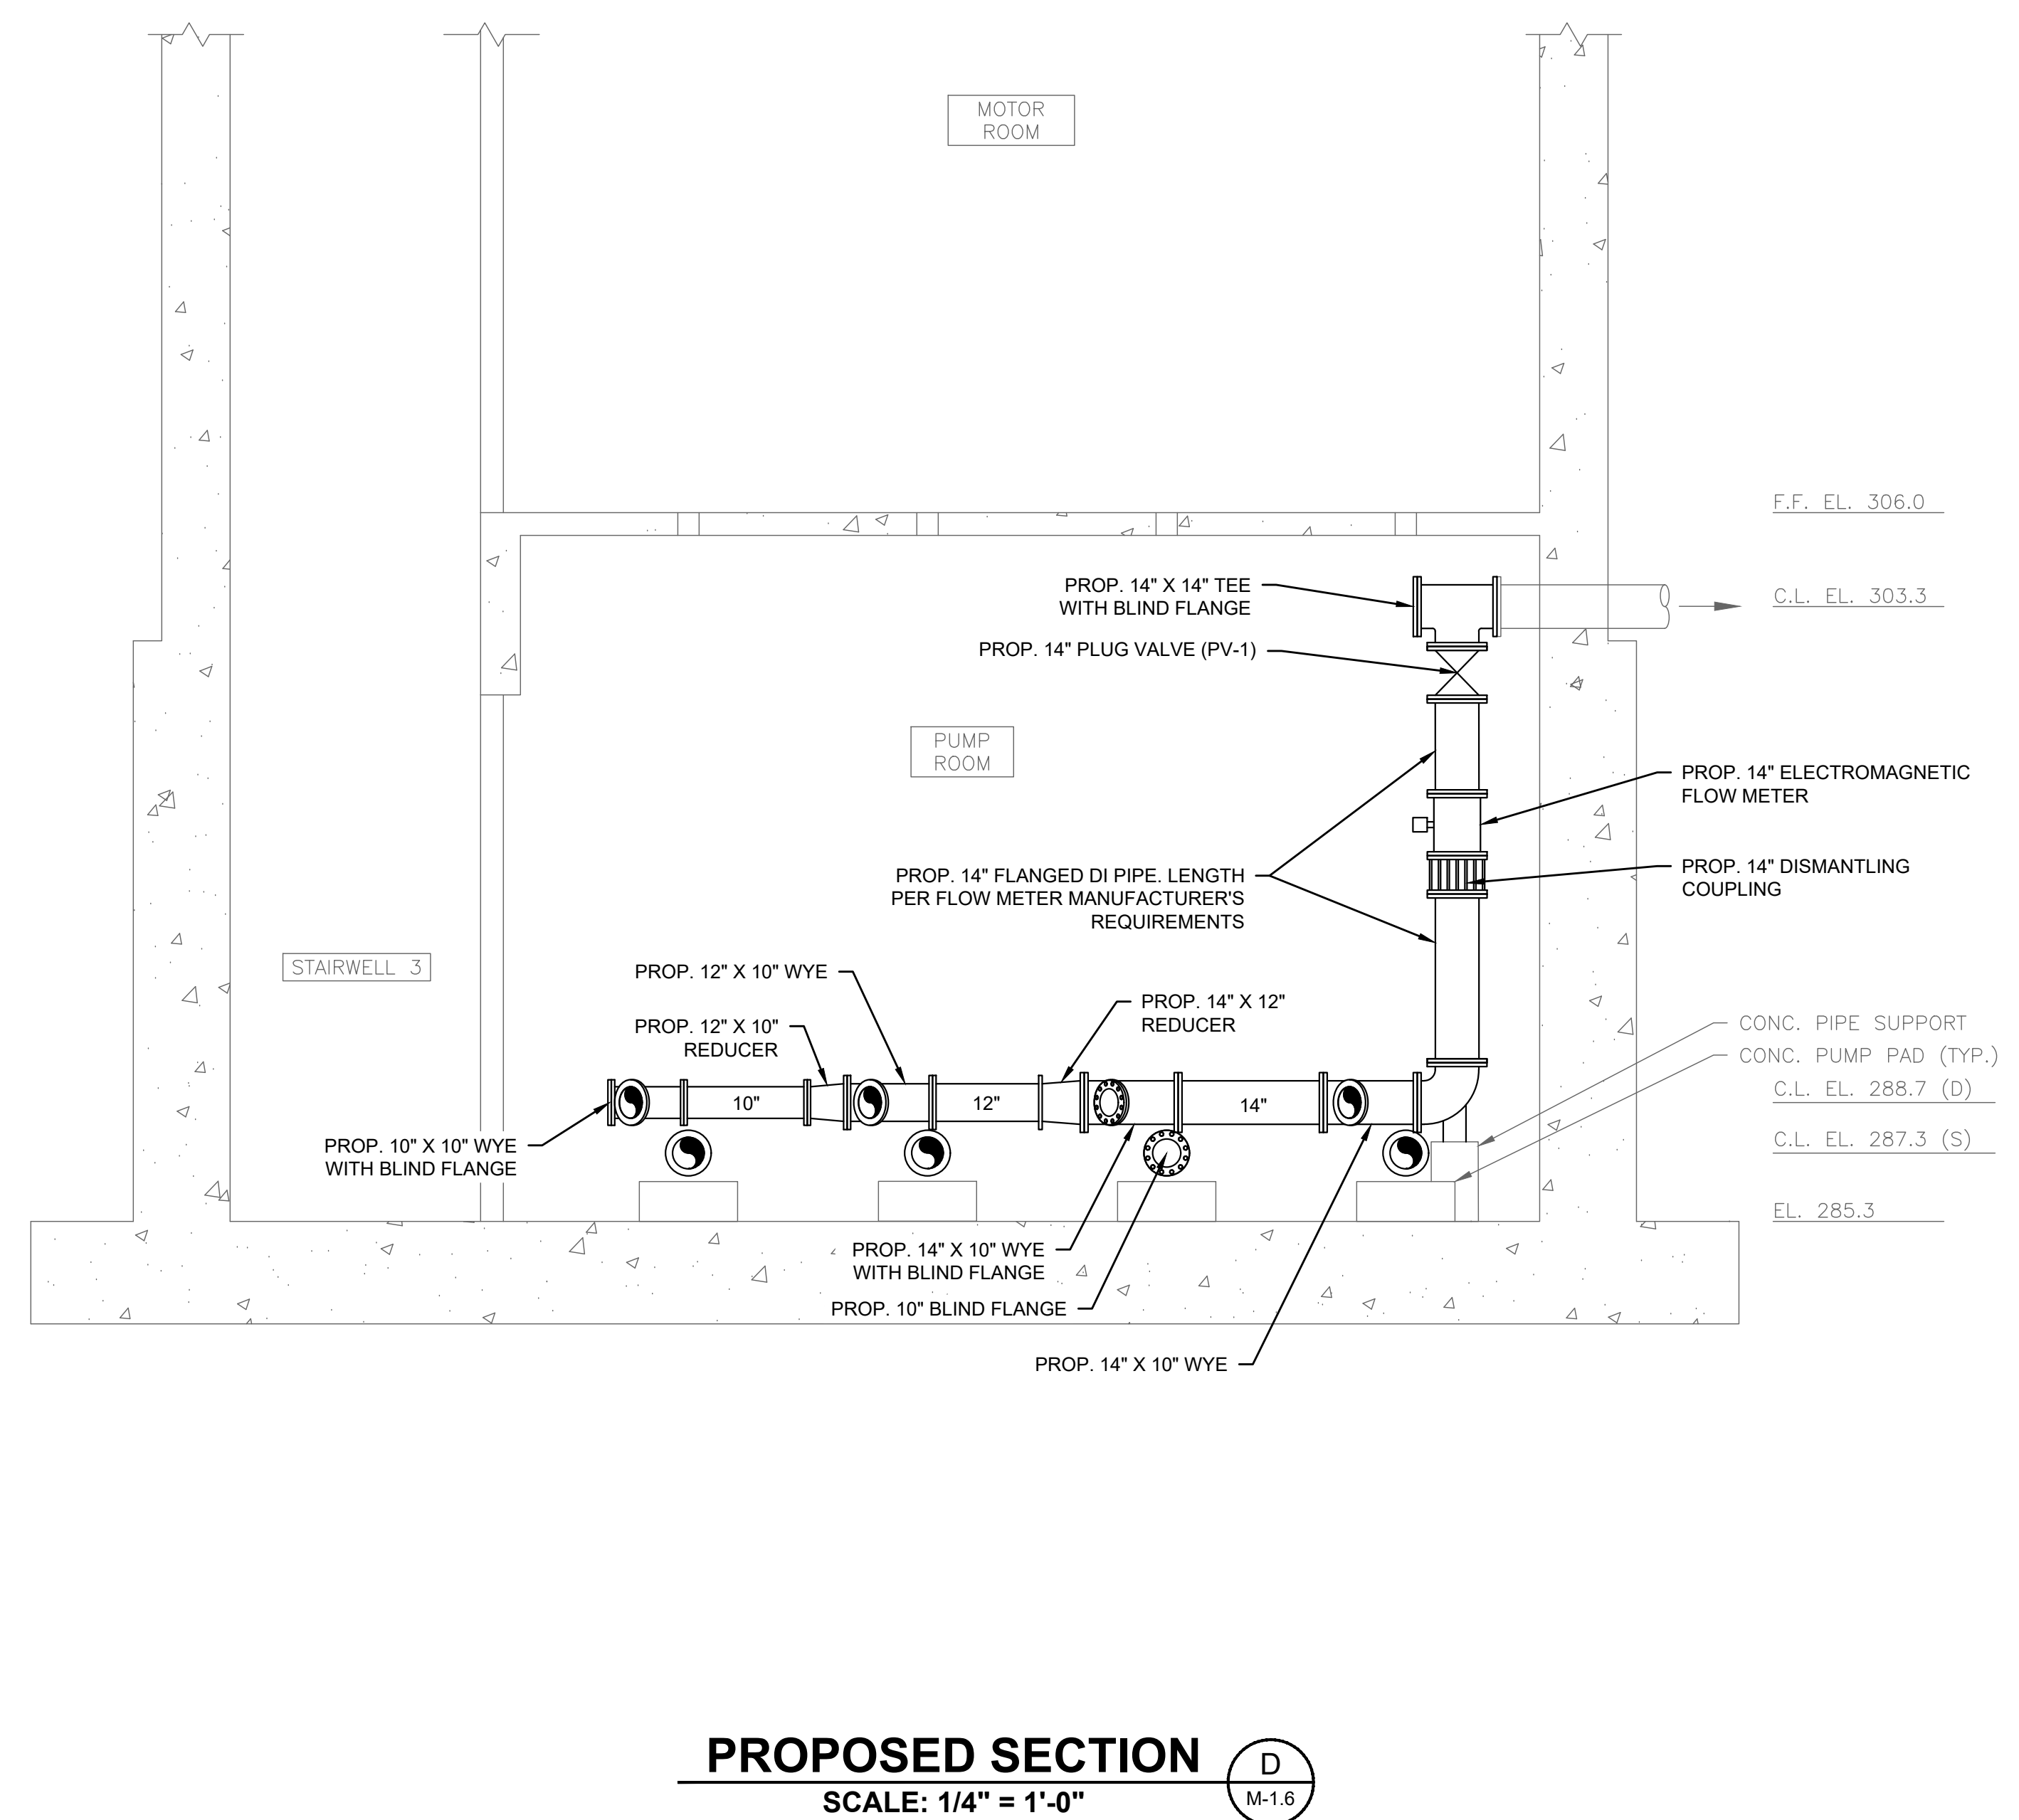 MOTOR
ROOM
F.F. EL. 306.0
PROP. 14" X 14" TEE
WITH BLIND FLANGE
C.L. EL. 303.3
PROP. 14" PLUG VALVE (PV-1)
PUMP
ROOM
PROP. 14" ELECTROMAGNETIC
FLOW METER
PROP. 14" FLANGED DI PIPE. LENGTH
PER FLOW METER MANUFACTURER'S
REQUIREMENTS
PROP. 14" DISMANTLING
COUPLING
STAIRWELL 3
PROP. 12" X 10" WYE
PROP. 14" X 12"
REDUCER
PROP. 12" X 10"
REDUCER
CONC. PIPE SUPPORT
CONC. PUMP PAD (TYP.)
C.L. EL. 288.7 (D)
10"
12"
14"
C.L. EL. 287.3 (S)
PROP. 10" X 10" WYE
WITH BLIND FLANGE
EL. 285.3
PROP. 14" X 10" WYE
WITH BLIND FLANGE
PROP. 10" BLIND FLANGE
PROP. 14" X 10" WYE
PROPOSED SECTION
D
M-1.6
SCALE: 1/4" = 1'-0"